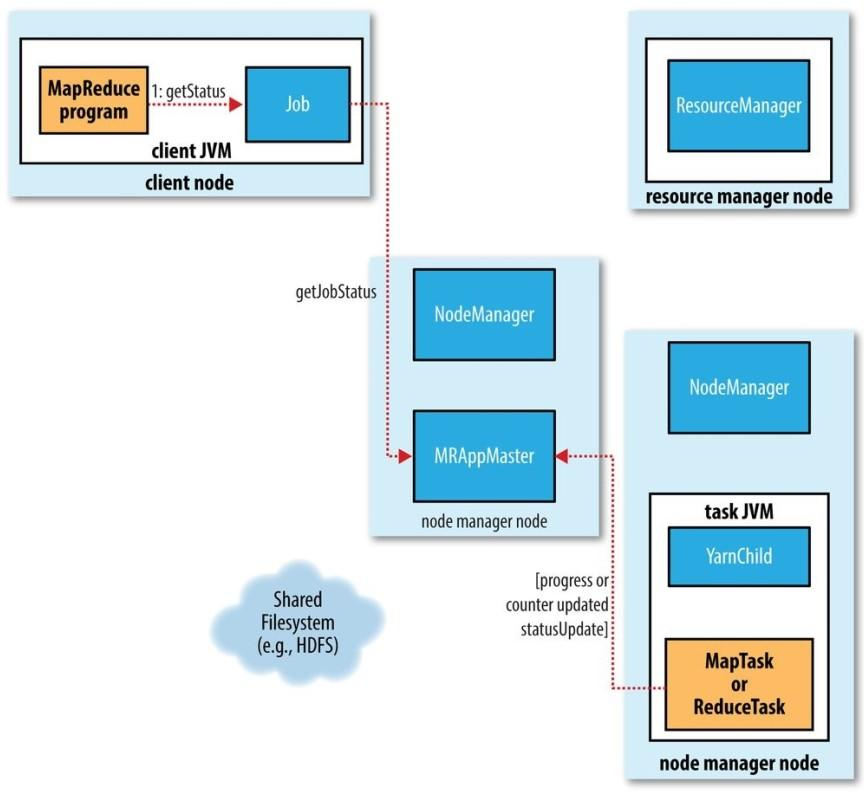 MapReduce
program
1: getStatus
Job
client JVM
client node
ResourceManager
resource manager node
getJobStatus
NodeManager
MRAppMaster
node manager node
NodeManager
task JVM
YarnChild
MapTask
or
ReduceTask
node manager node
[progress or
counter updated
statusUpdate]
Shared
Filesystem
(e.g., HDFS)